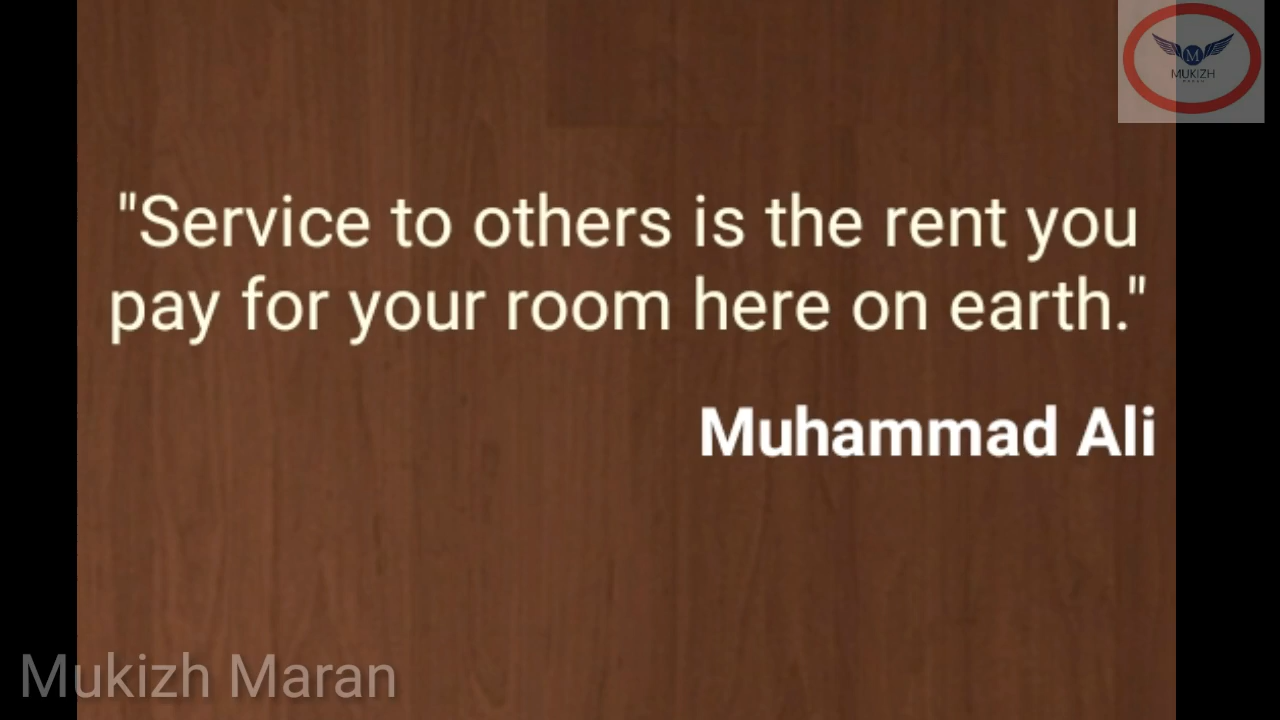 M
MUKIZH
"Service to others is the rent you
pay for your room here on earth."
Muhammad Ali
Mukizh Maran